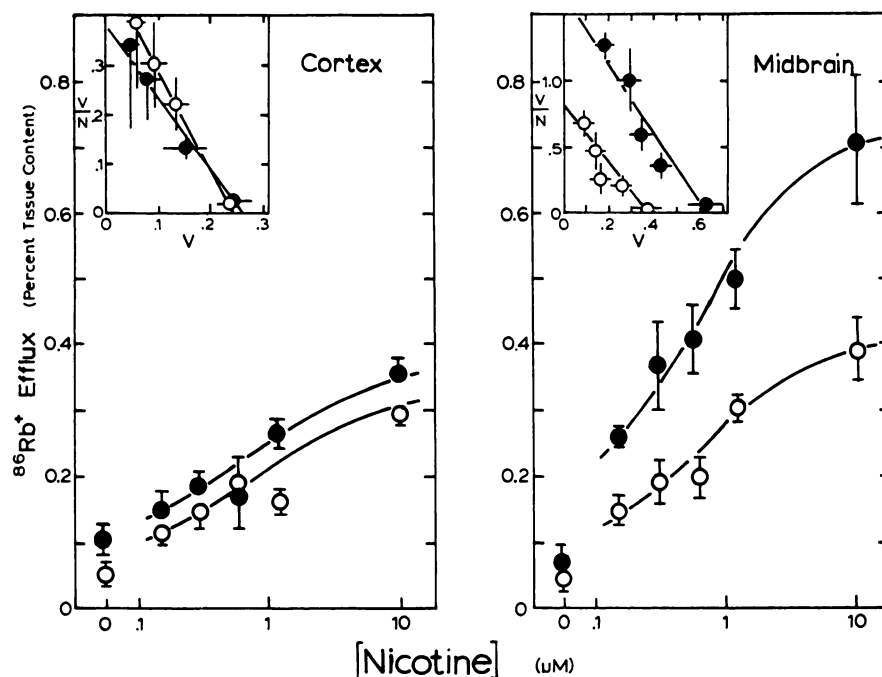 Cortex
V/N
.3
.2
.1
0
0 .1 .2 .3
V
Midbrain
V/N
1.0
.5
0
0 .2 .4 .6
V
⁸⁶Rb⁺ Efflux (Percent Tissue Content)
0.8
0.6
0.4
0.2
0
0 .1 1 10
0 .1 1 10
[Nicotine] (uM)